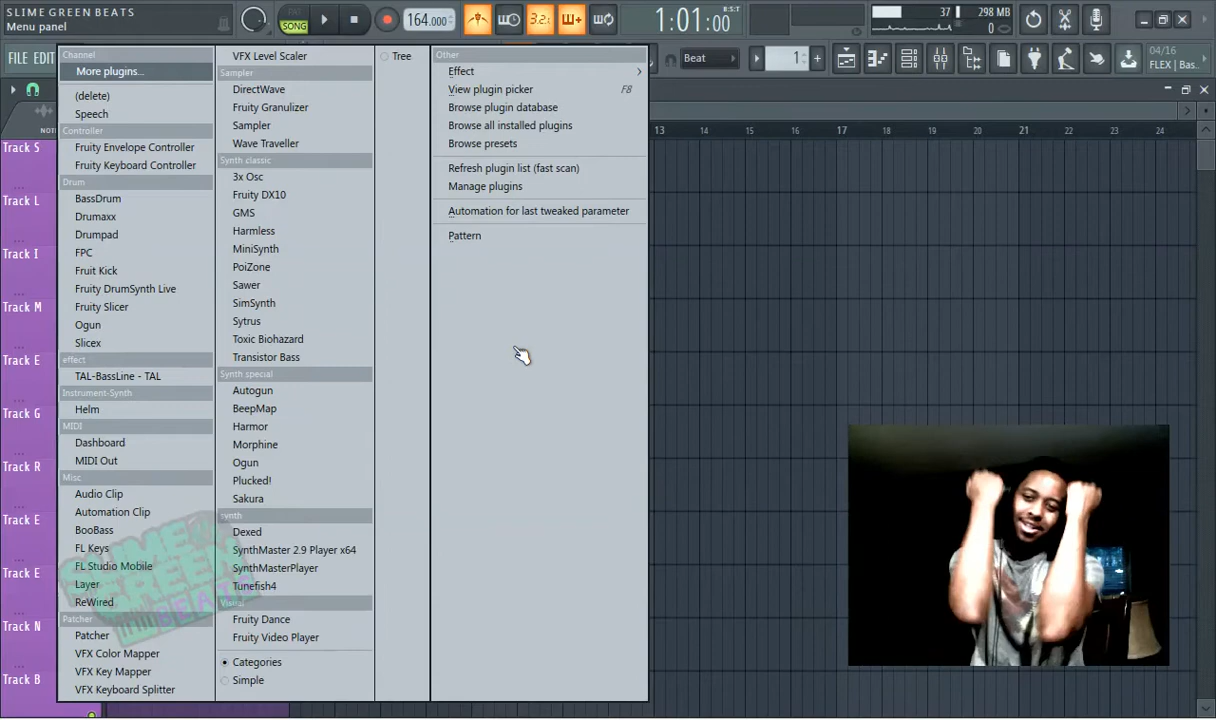 SLIME GREEN BEATS
Menu panel
FILE EDIT
PAT
SONG
164.000
3.2
1:01:00
B:S:T
37
298 MB
0
Beat
1
04/16
FLEX | Bas..
Channel
More plugins...
(delete)
Speech
Controller
Fruity Envelope Controller
Fruity Keyboard Controller
Drum
BassDrum
Drumaxx
Drumpad
FPC
Fruit Kick
Fruity DrumSynth Live
Fruity Slicer
Ogun
Slicex
effect
TAL-BassLine - TAL
Instrument-Synth
Helm
MIDI
Dashboard
MIDI Out
Misc
Audio Clip
Automation Clip
BooBass
FL Keys
FL Studio Mobile
Layer
ReWired
Patcher
Patcher
VFX Color Mapper
VFX Key Mapper
VFX Keyboard Splitter
VFX Level Scaler
Sampler
DirectWave
Fruity Granulizer
Sampler
Wave Traveller
Synth classic
3x Osc
Fruity DX10
GMS
Harmless
MiniSynth
PoiZone
Sawer
SimSynth
Sytrus
Toxic Biohazard
Transistor Bass
Synth special
Autogun
BeepMap
Harmor
Morphine
Ogun
Plucked!
Sakura
synth
Dexed
SynthMaster 2.9 Player x64
SynthMasterPlayer
Tunefish4
Visual
Fruity Dance
Fruity Video Player
Categories
Simple
Tree
Other
Effect
View plugin picker F8
Browse plugin database
Browse all installed plugins
Browse presets
Refresh plugin list (fast scan)
Manage plugins
Automation for last tweaked parameter
Pattern
13 14 15 16 17 18 19 20 21 22 23 24
Track S
Track L
Track I
Track M
Track E
Track G
Track R
Track E
Track E
Track N
Track B
SLIME
GREEN
BEATS